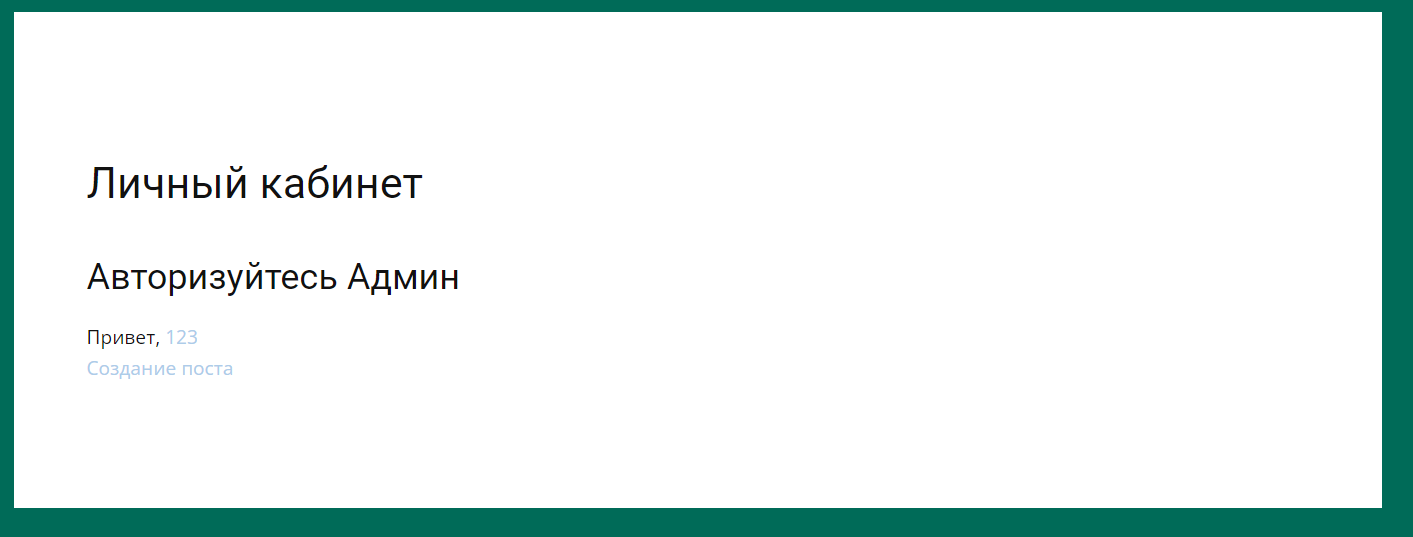 Личный кабинет
Авторизуйтесь Админ
Привет, 123
Создание поста